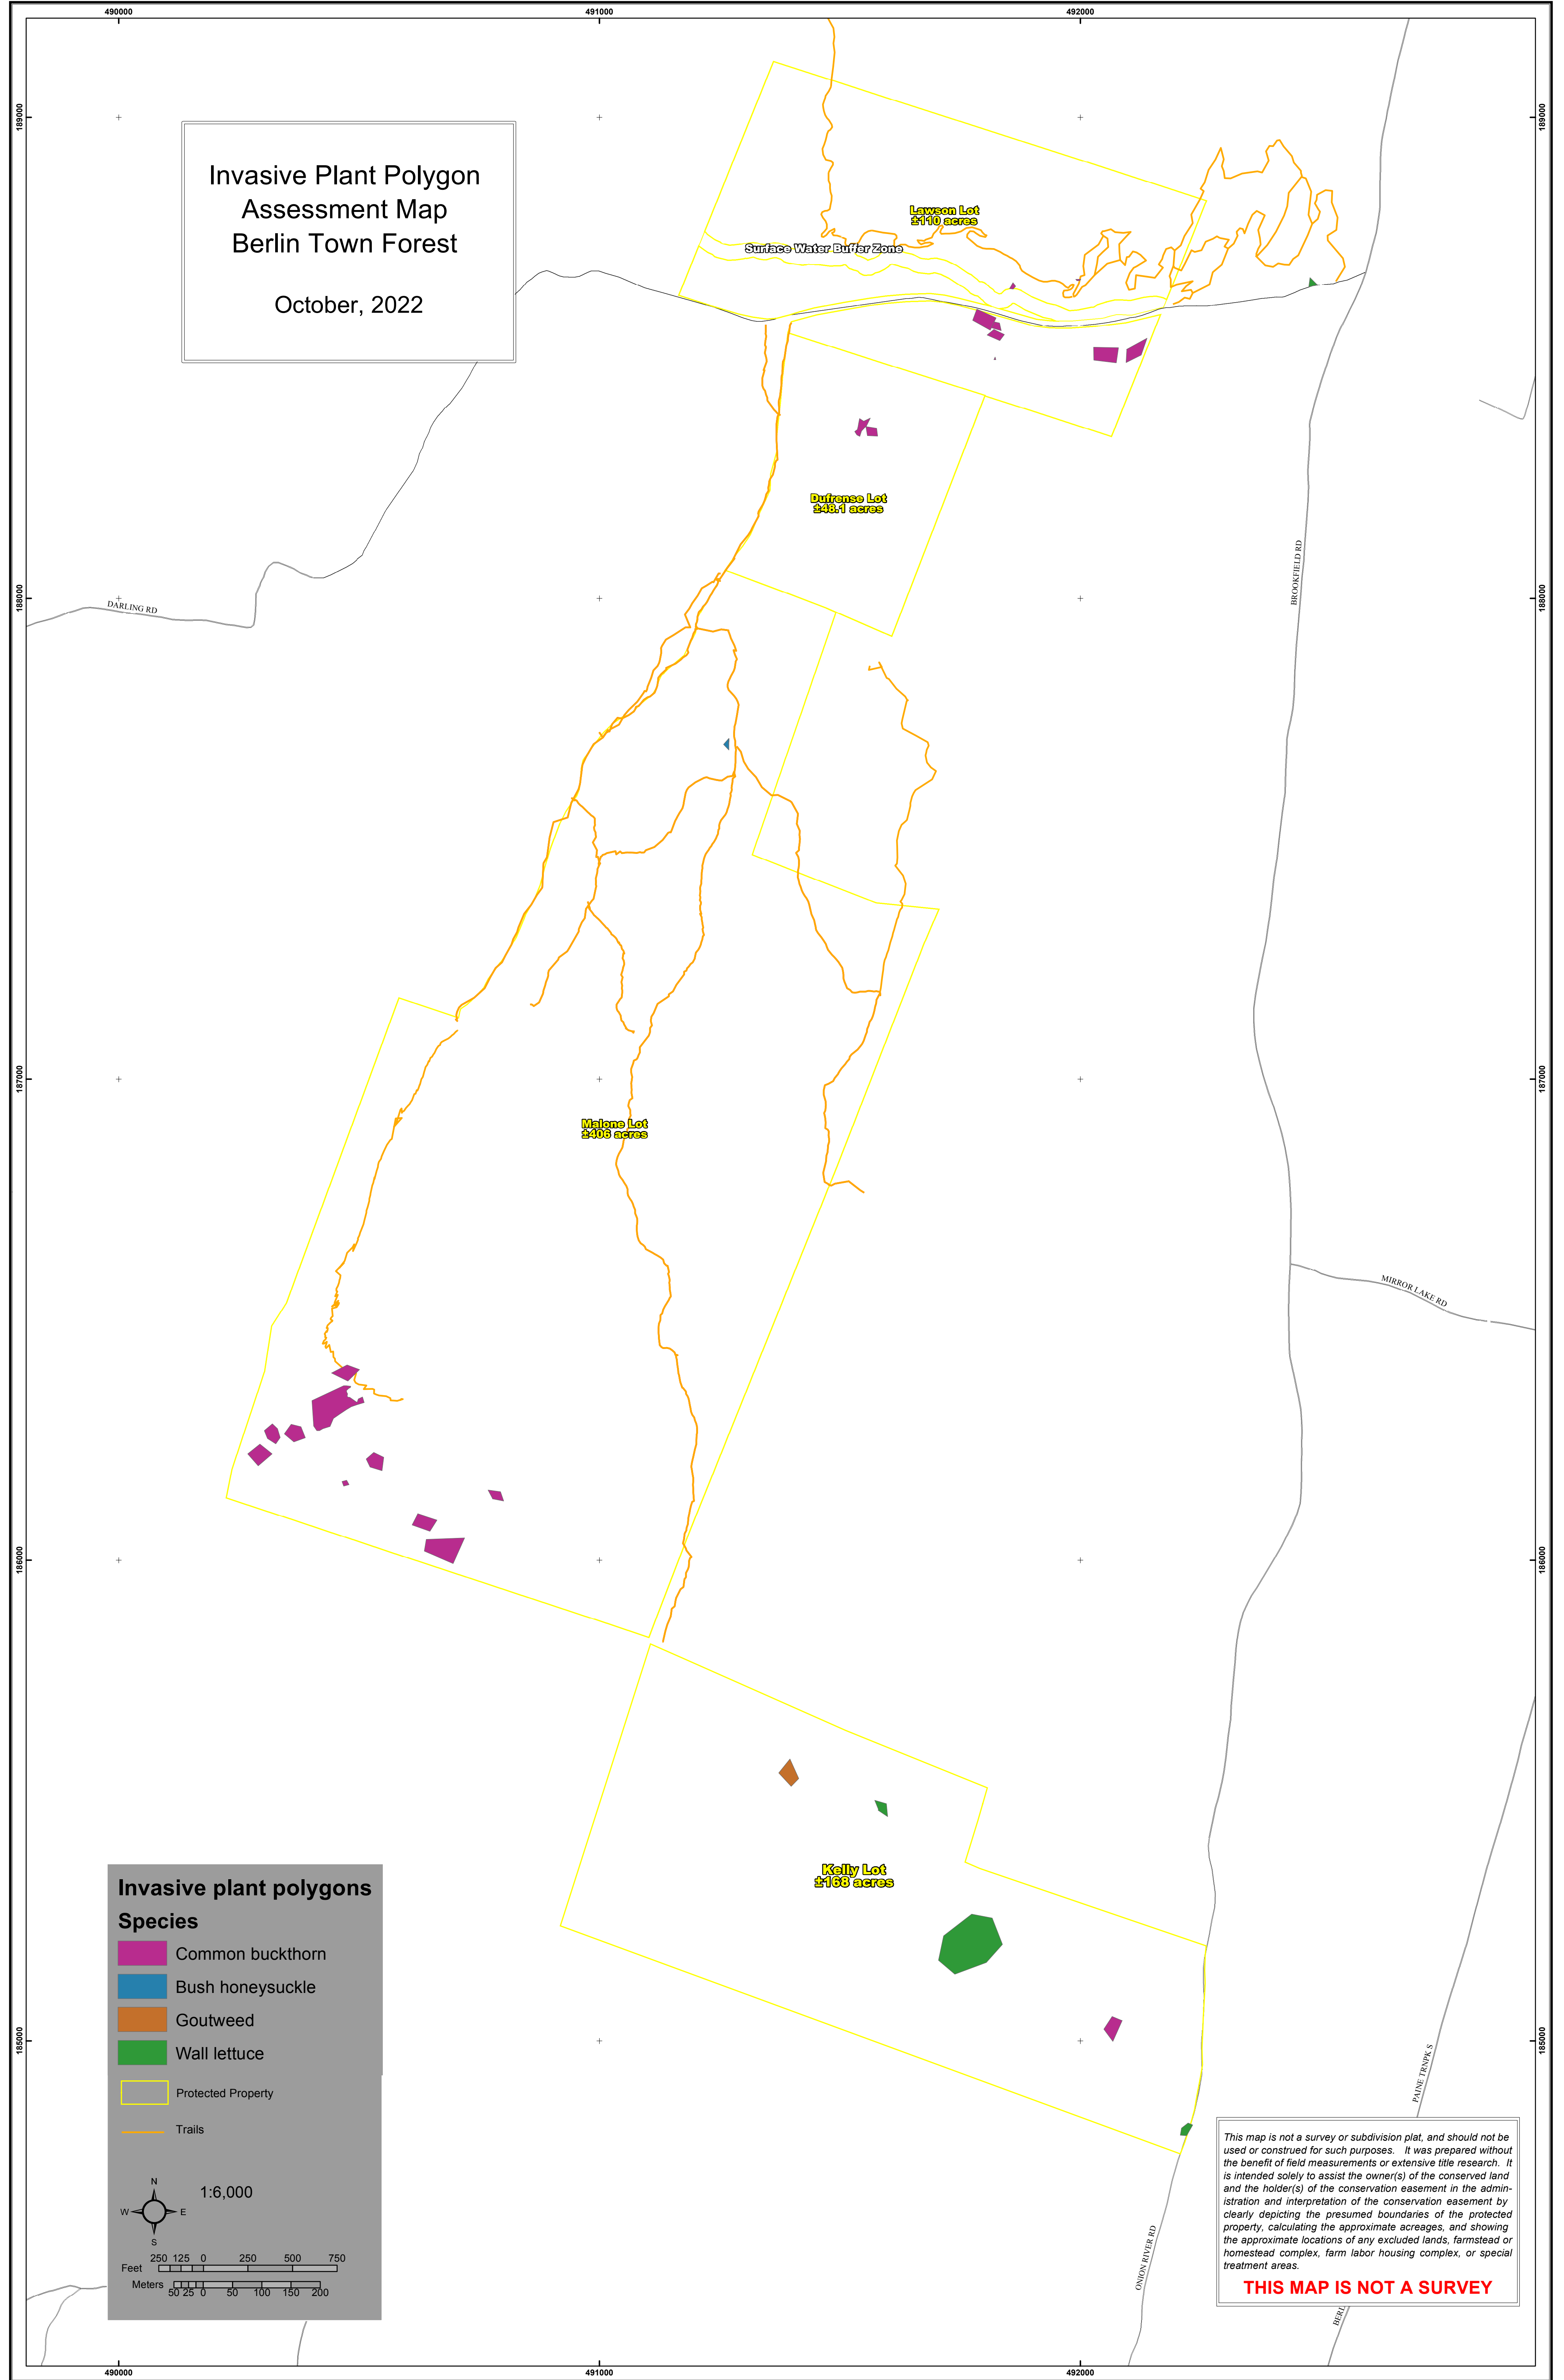 490000
491000
492000
189000
189000
Invasive Plant Polygon
Assessment Map
Berlin Town Forest
October, 2022
Lawson Lot
±110 acres
Surface Water Buffer Zone
Dufrense Lot
±48.1 acres
BROOKFIELD RD
188000
188000
DARLING RD
187000
187000
Malone Lot
±406 acres
MIRROR LAKE RD
186000
186000
Kelly Lot
±168 acres
Invasive plant polygons
Species
Common buckthorn
Bush honeysuckle
Goutweed
Wall lettuce
Protected Property
Trails
N
W
E
S
1:6,000
250 125 0 250 500 750
Feet
Meters
50 25 0 50 100 150 200
185000
185000
PAINE TRNPK S
ONION RIVER RD
BERL
This map is not a survey or subdivision plat, and should not be
used or construed for such purposes. It was prepared without
the benefit of field measurements or extensive title research. It
is intended solely to assist the owner(s) of the conserved land
and the holder(s) of the conservation easement in the admin-
istration and interpretation of the conservation easement by
clearly depicting the presumed boundaries of the protected
property, calculating the approximate acreages, and showing
the approximate locations of any excluded lands, farmstead or
homestead complex, farm labor housing complex, or special
treatment areas.
THIS MAP IS NOT A SURVEY
490000
491000
492000